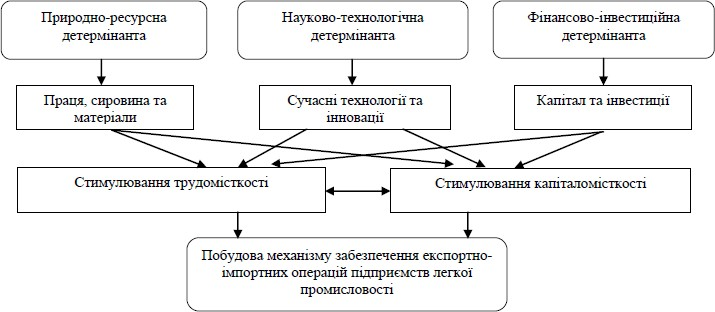 Природно-ресурсна
детермінанта
Науково-технологічна
детермінанта
Фінансово-інвестиційна
детермінанта
Праця, сировина та
матеріали
Сучасні технології та
інновації
Капітал та інвестиції
Стимулювання трудомісткості
Стимулювання капіталомісткості
Побудова механізму забезпечення експортно-
імпортних операцій підприємств легкої
промисловості